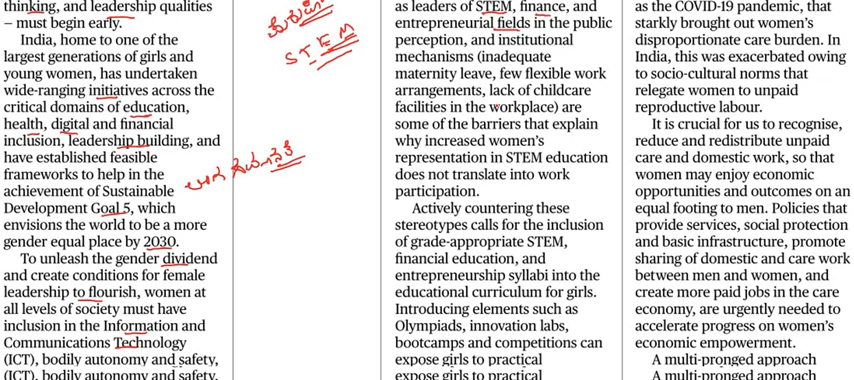 thinking, and leadership qualities
– must begin early.
India, home to one of the
largest generations of girls and
young women, has undertaken
wide-ranging initiatives across the
critical domains of education,
health, digital and financial
inclusion, leadership building, and
have established feasible
frameworks to help in the
achievement of Sustainable
Development Goal 5, which
envisions the world to be a more
gender equal place by 2030.
To unleash the gender dividend
and create conditions for female
leadership to flourish, women at
all levels of society must have
inclusion in the Information and
Communications Technology
(ICT), bodily autonomy and safety,
(ICT), bodily autonomy and safety,
STEM
as leaders of STEM, finance, and
entrepreneurial fields in the public
perception, and institutional
mechanisms (inadequate
maternity leave, few flexible work
arrangements, lack of childcare
facilities in the workplace) are
some of the barriers that explain
why increased women’s
representation in STEM education
does not translate into work
participation.
Actively countering these
stereotypes calls for the inclusion
of grade-appropriate STEM,
financial education, and
entrepreneurship syllabi into the
educational curriculum for girls.
Introducing elements such as
Olympiads, innovation labs,
bootcamps and competitions can
expose girls to practical
expose girls to practical
as the COVID-19 pandemic, that
starkly brought out women’s
disproportionate care burden. In
India, this was exacerbated owing
to socio-cultural norms that
relegate women to unpaid
reproductive labour.
It is crucial for us to recognise,
reduce and redistribute unpaid
care and domestic work, so that
women may enjoy economic
opportunities and outcomes on an
equal footing to men. Policies that
provide services, social protection
and basic infrastructure, promote
sharing of domestic and care work
between men and women, and
create more paid jobs in the care
economy, are urgently needed to
accelerate progress on women’s
economic empowerment.
A multi-pronged approach
A multi-pronged approach